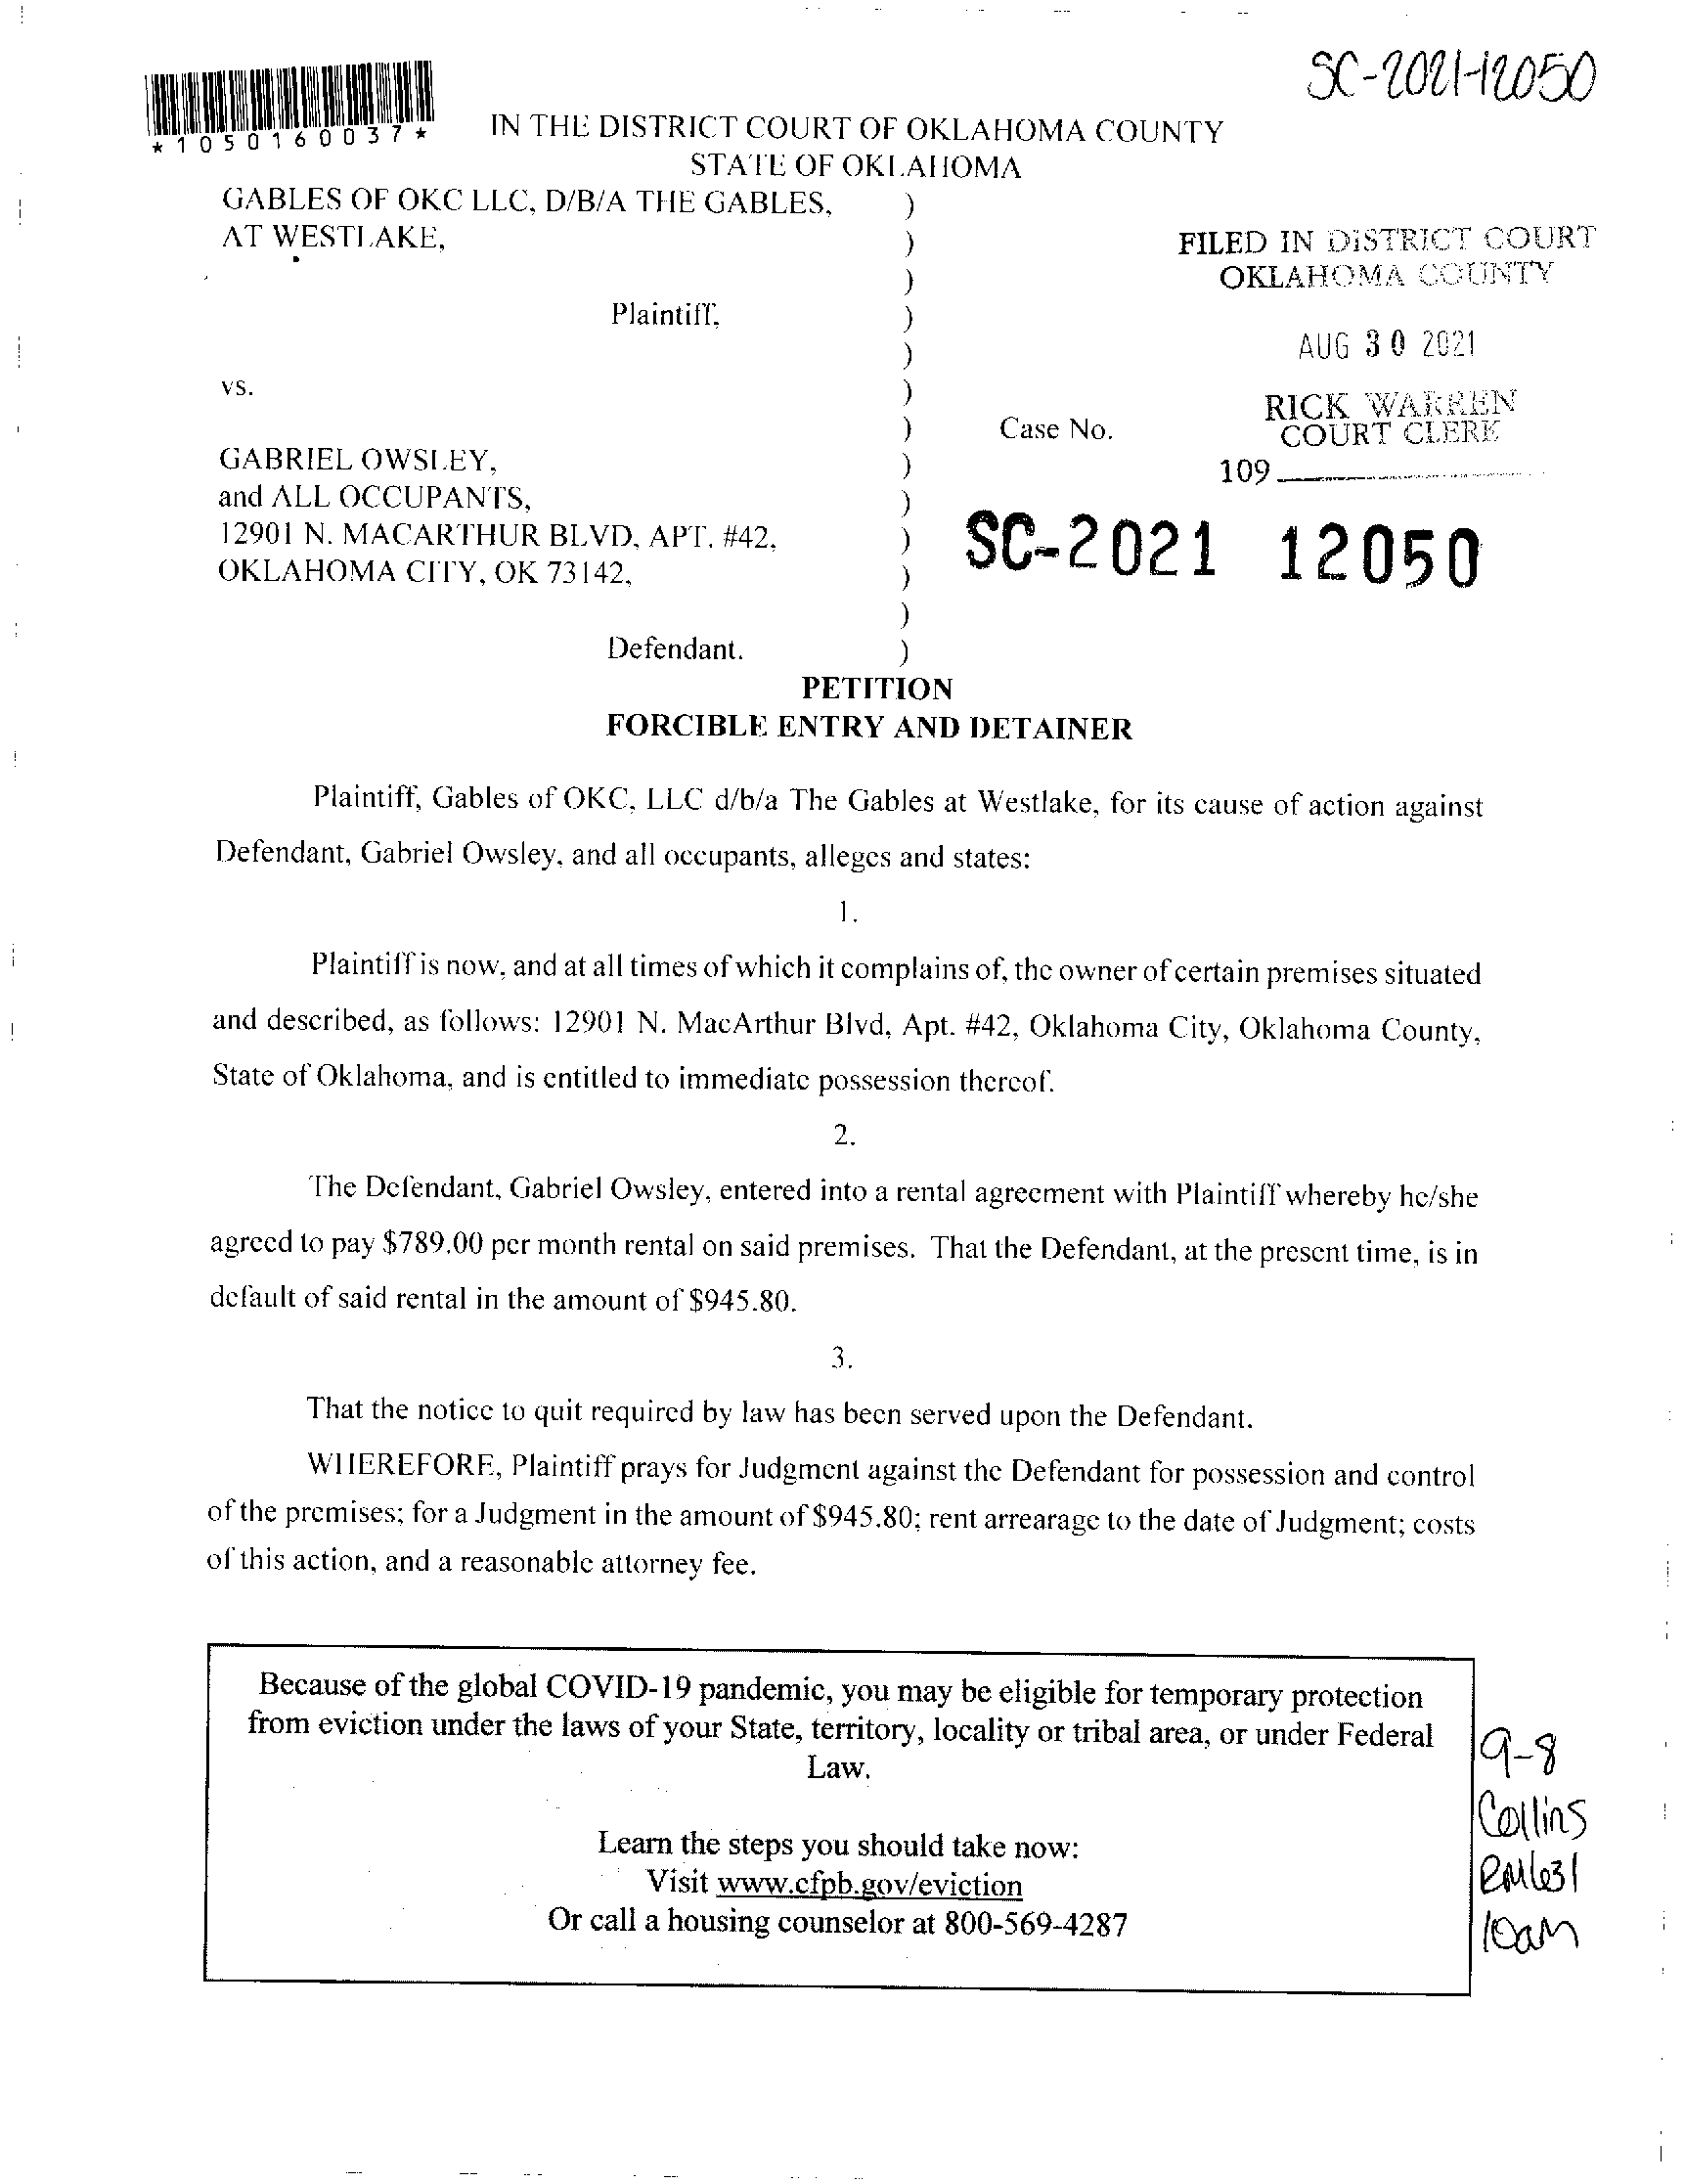 SC-2021-12050
*1050160037*
IN THE DISTRICT COURT OF OKLAHOMA COUNTY
STATE OF OKLAHOMA
GABLES OF OKC LLC, D/B/A THE GABLES, )
AT WESTLAKE, )
)
Plaintiff, )
)
vs. )
)
GABRIEL OWSLEY, )
and ALL OCCUPANTS, )
12901 N. MACARTHUR BLVD, APT. #42, )
OKLAHOMA CITY, OK 73142, )
)
Defendant. )
FILED IN DISTRICT COURT
OKLAHOMA COUNTY
AUG 30 2021
RICK WARREN
COURT CLERK
109
Case No.
SC-2021 12050
PETITION
FORCIBLE ENTRY AND DETAINER
Plaintiff, Gables of OKC, LLC d/b/a The Gables at Westlake, for its cause of action against
Defendant, Gabriel Owsley, and all occupants, alleges and states:
1.
Plaintiff is now, and at all times of which it complains of, the owner of certain premises situated
and described, as follows: 12901 N. MacArthur Blvd, Apt. #42, Oklahoma City, Oklahoma County,
State of Oklahoma, and is entitled to immediate possession thereof.
2.
The Defendant, Gabriel Owsley, entered into a rental agreement with Plaintiff whereby he/she
agreed to pay $789.00 per month rental on said premises. That the Defendant, at the present time, is in
default of said rental in the amount of $945.80.
3.
That the notice to quit required by law has been served upon the Defendant.
WHEREFORE, Plaintiff prays for Judgment against the Defendant for possession and control
of the premises; for a Judgment in the amount of $945.80; rent arrearage to the date of Judgment; costs
of this action, and a reasonable attorney fee.
Because of the global COVID-19 pandemic, you may be eligible for temporary protection
from eviction under the laws of your State, territory, locality or tribal area, or under Federal
Law.
Learn the steps you should take now:
Visit www.cfpb.gov/eviction
Or call a housing counselor at 800-569-4287
9-8
Collins
RM631
10am